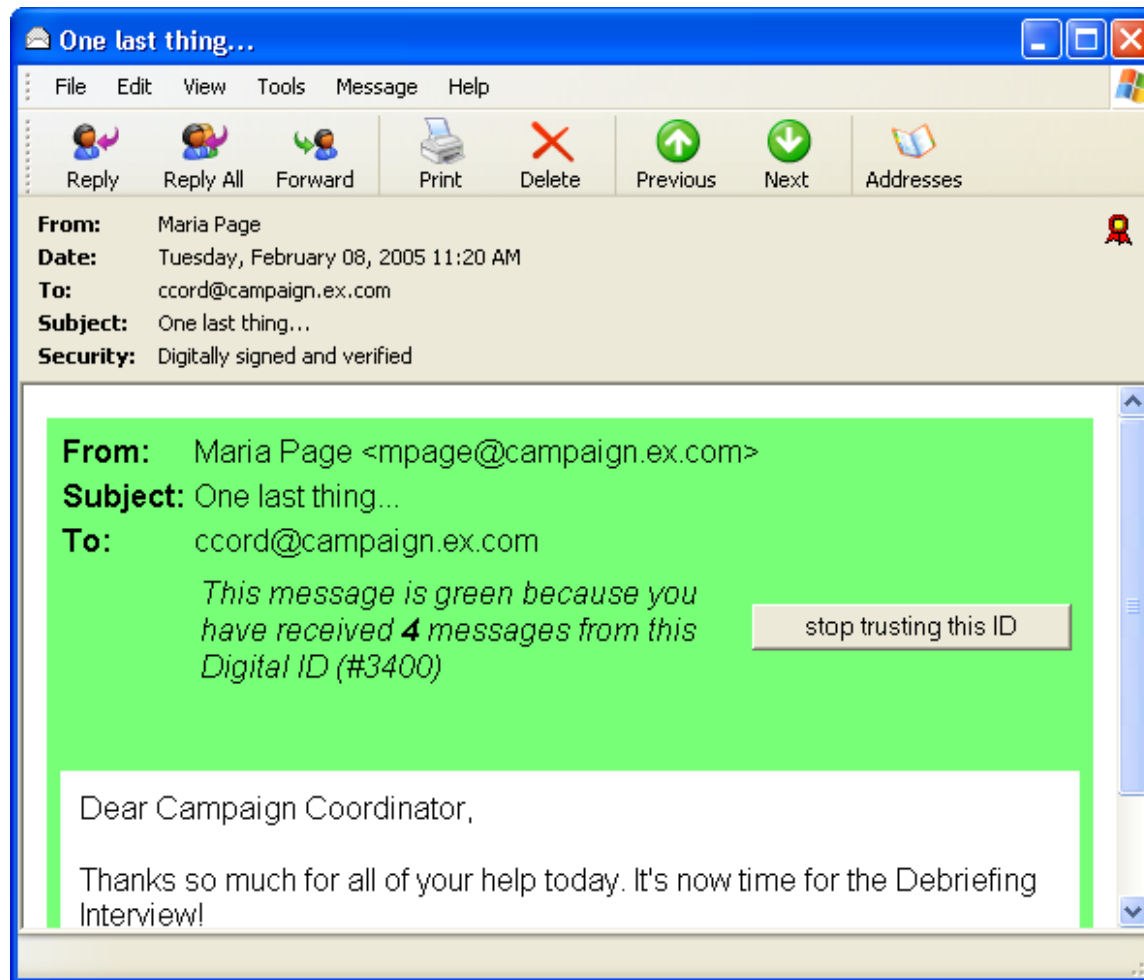 One last thing...
File Edit View Tools Message Help
Reply Reply All Forward Print Delete Previous Next Addresses
From: Maria Page
Date: Tuesday, February 08, 2005 11:20 AM
To: ccord@campaign.ex.com
Subject: One last thing...
Security: Digitally signed and verified
From: Maria Page <mpage@campaign.ex.com>
Subject: One last thing...
To: ccord@campaign.ex.com
This message is green because you
have received 4 messages from this
Digital ID (#3400)
stop trusting this ID
Dear Campaign Coordinator,
Thanks so much for all of your help today. It's now time for the Debriefing
Interview!